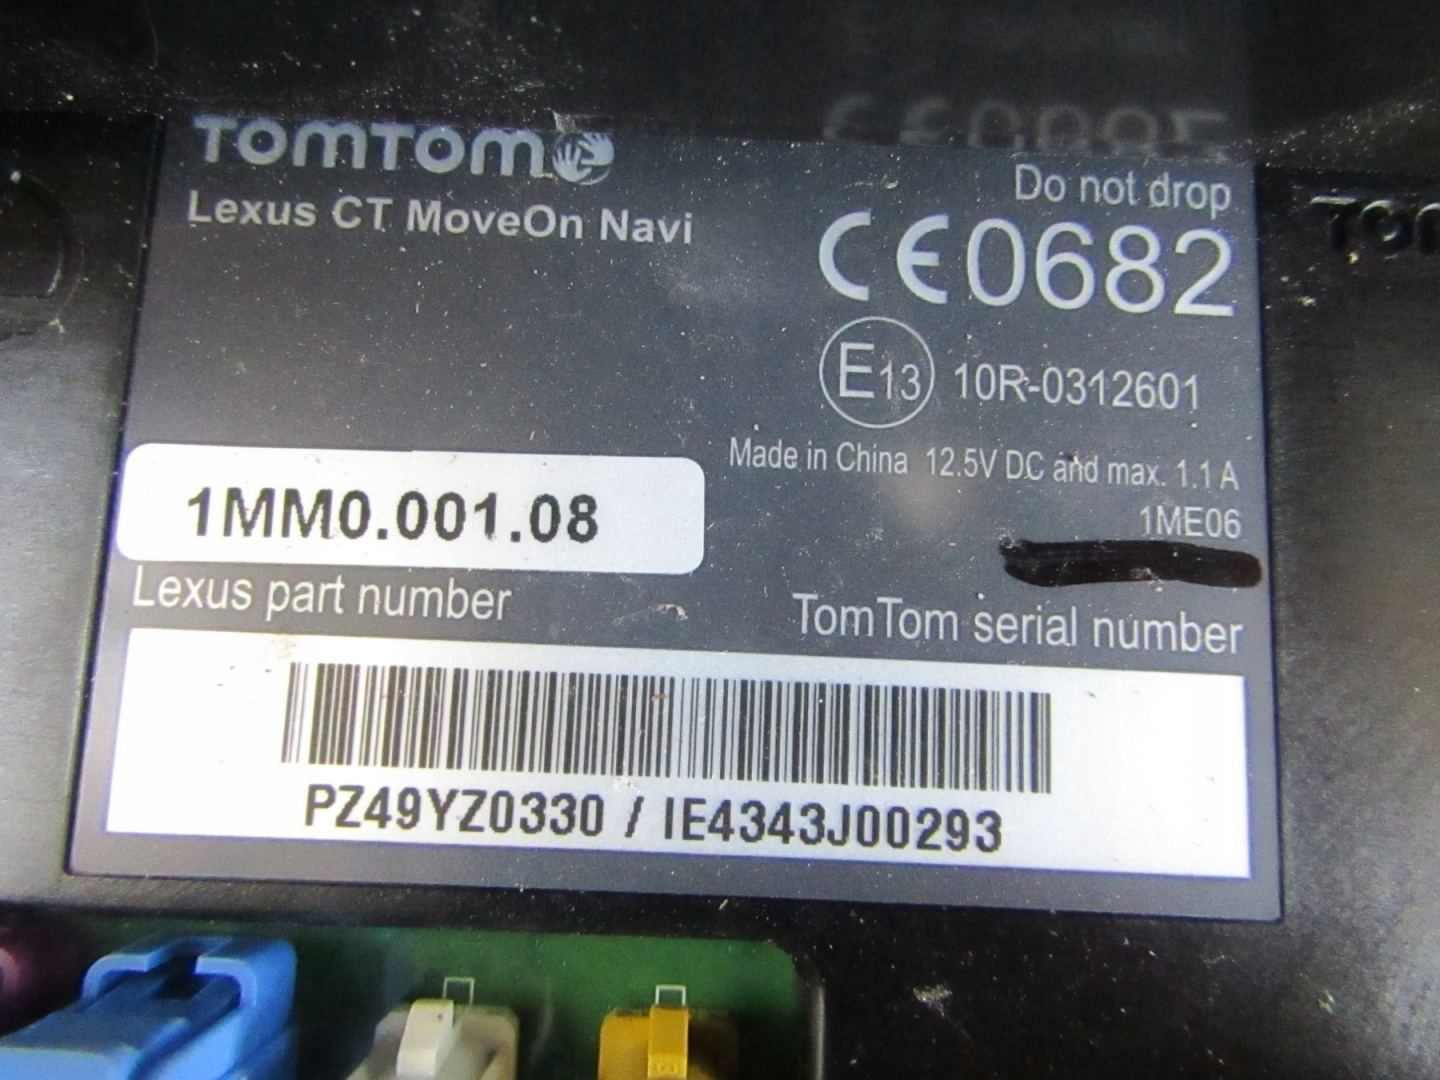 TOMTOM
Lexus CT MoveOn Navi
Do not drop
CE0682
E13 10R-0312601
Made in China 12.5V DC and max. 1.1 A
1ME06
1MM0.001.08
Lexus part number
TomTom serial number
PZ49YZ0330 / IE4343J00293